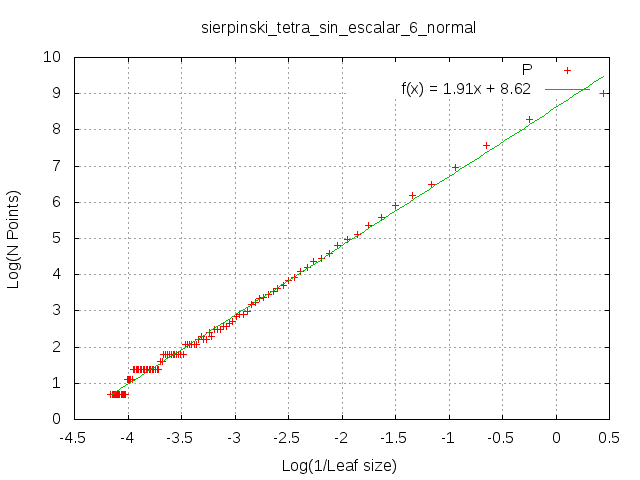 sierpinski_tetra_sin_escalar_6_normal
10
9
8
7
6
5
4
3
2
1
0
Log(N Points)
P
f(x) = 1.91x + 8.62
-4.5 -4 -3.5 -3 -2.5 -2 -1.5 -1 -0.5 0 0.5
Log(1/Leaf size)